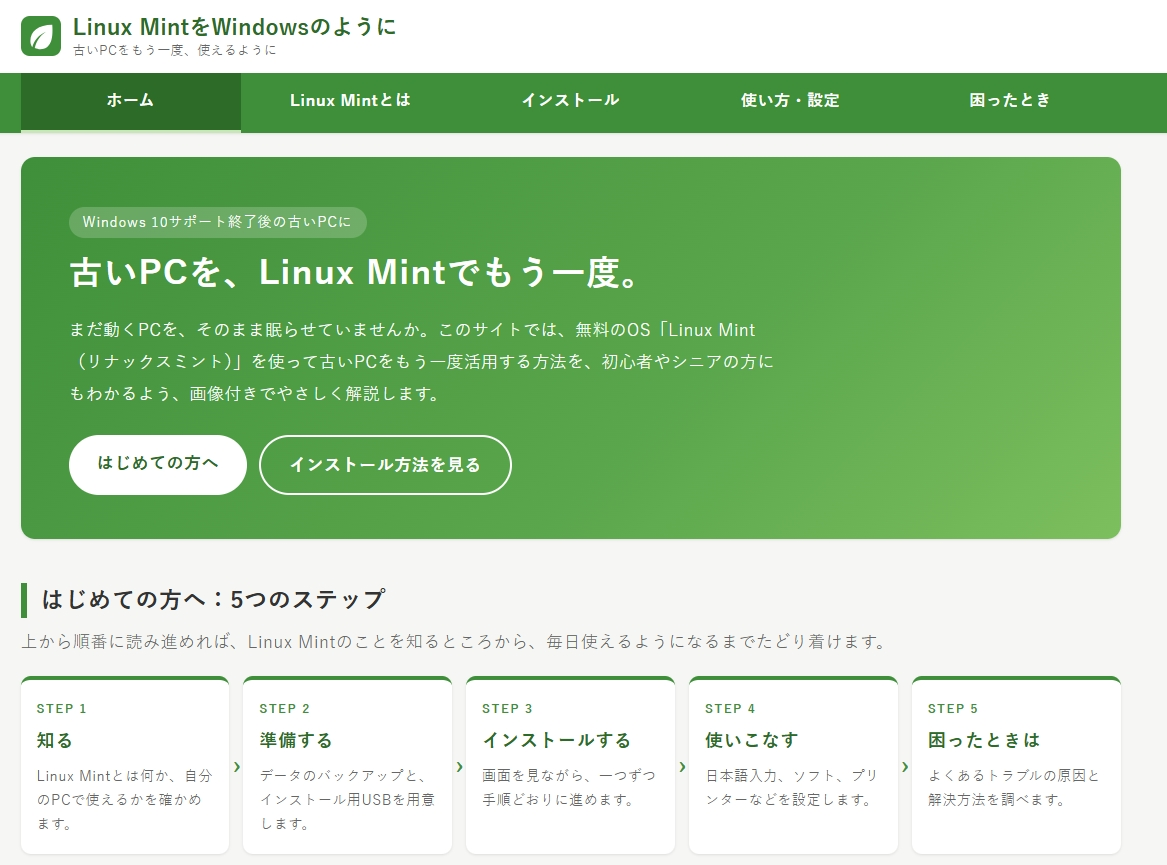 Linux MintをWindowsのように
古いPCをもう一度、使えるように
ホーム
Linux Mintとは
インストール
使い方・設定
困ったとき
Windows 10サポート終了後の古いPCに
古いPCを、Linux Mintでもう一度。
まだ動くPCを、そのまま眠らせていませんか。このサイトでは、無料のOS「Linux Mint
（リナックスミント）」を使って古いPCをもう一度活用する方法を、初心者やシニアの方に
もわかるよう、画像付きでやさしく解説します。
はじめての方へ
インストール方法を見る
はじめての方へ：5つのステップ
上から順番に読み進めれば、Linux Mintのことを知るところから、毎日使えるようになるまでたどり着けます。
STEP 1
知る
Linux Mintとは何か、自分
のPCで使えるかを確かめ
ます。
›
STEP 2
準備する
データのバックアップと、
インストール用USBを用意
します。
›
STEP 3
インストールする
画面を見ながら、一つずつ
手順どおりに進めます。
›
STEP 4
使いこなす
日本語入力、ソフト、プリ
ンターなどを設定します。
›
STEP 5
困ったときは
よくあるトラブルの原因と
解決方法を調べます。